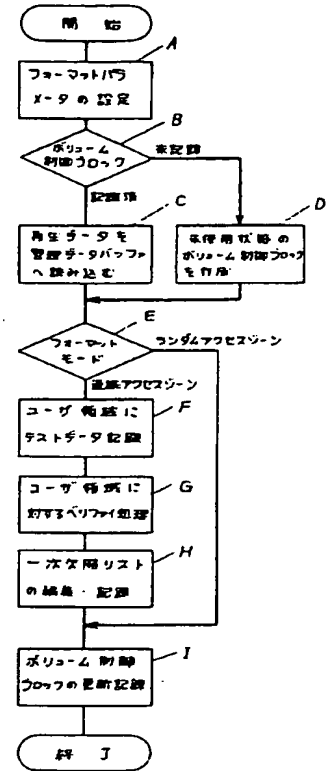 開 始
A
フォーマットパラ
メータの設定
B
ボリューム
制御ブロック
未記録
記録済
C
再生データを
管理データバッファ
へ読み込む
D
未使用状態の
ボリューム制御ブロック
を作成
E
フォーマット
モード
ランダムアクセスゾーン
連続アクセスゾーン
F
ユーザ領域に
テストデータ記録
G
ユーザ領域に
対するベリファイ処理
H
一次欠陥リスト
の編集・記録
I
ボリューム制御
ブロックの更新記録
終 了